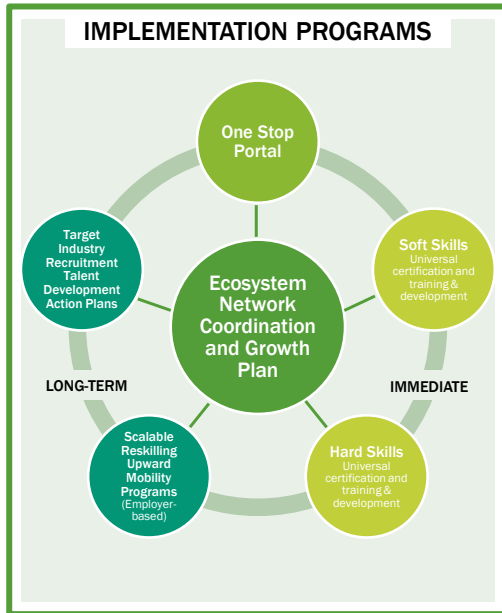 IMPLEMENTATION PROGRAMS
One Stop
Portal
Target
Industry
Recruitment
Talent
Development
Action Plans
Soft Skills
Universal
certification and
training &
development
Ecosystem
Network
Coordination
and Growth
Plan
LONG-TERM
IMMEDIATE
Scalable
Reskilling
Upward
Mobility
Programs
(Employer-
based)
Hard Skills
Universal
certification and
training &
development